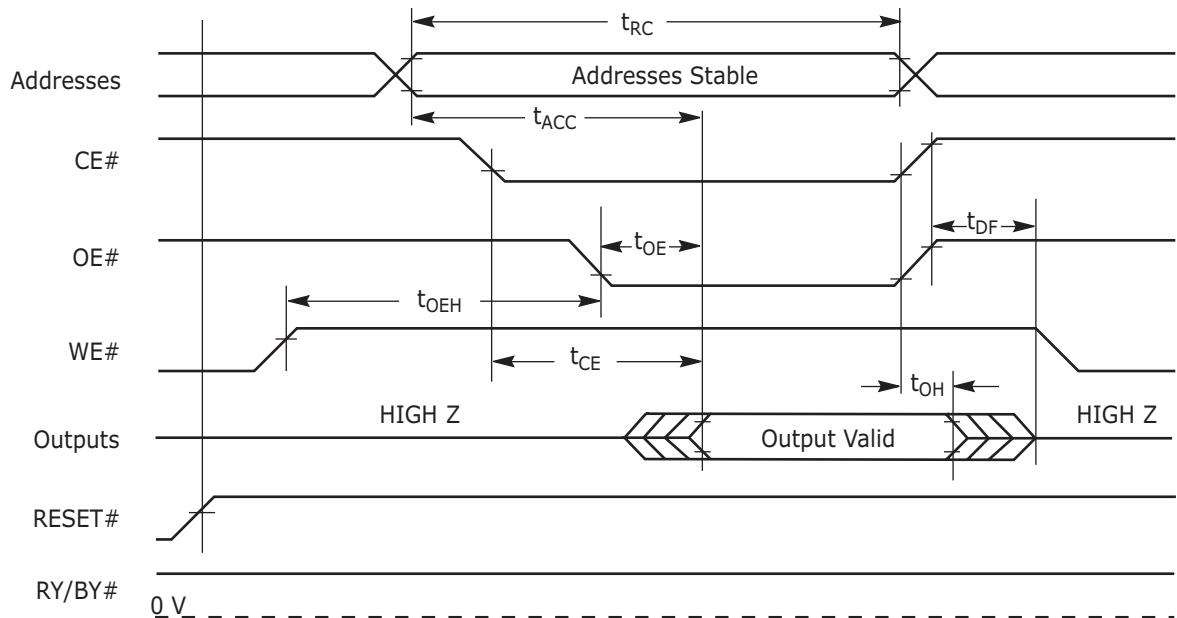 tRC
Addresses
Addresses Stable
tACC
CE#
tDF
OE#
tOE
tOEH
WE#
tCE
tOH
HIGH Z
HIGH Z
Outputs
Output Valid
RESET#
RY/BY#
0 V